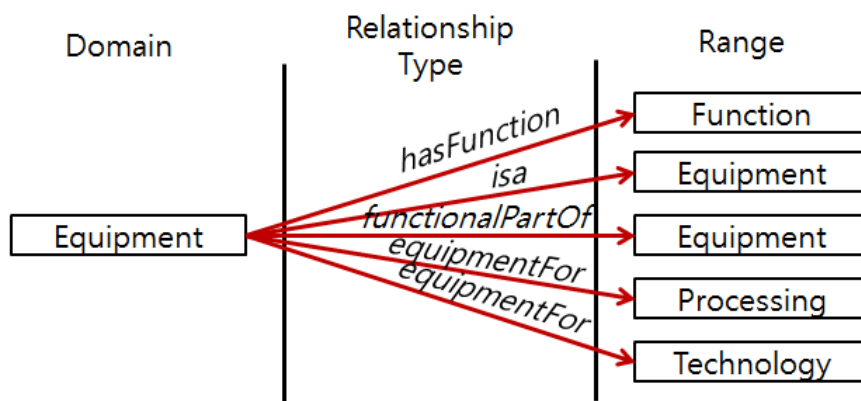 Domain
Relationship
Type
Range
hasFunction
Function
isa
Equipment
Equipment
functionalPartOf
Equipment
equipmentFor
Processing
equipmentFor
Technology